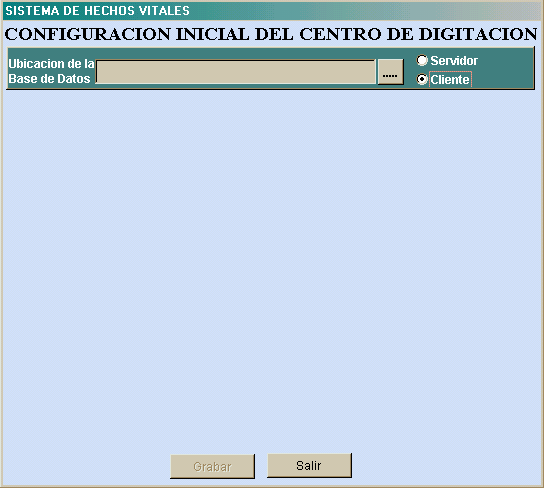 SISTEMA DE HECHOS VITALES
CONFIGURACION INICIAL DEL CENTRO DE DIGITACION
Ubicacion de la
Base de Datos
.....
Servidor
Cliente
Grabar
Salir